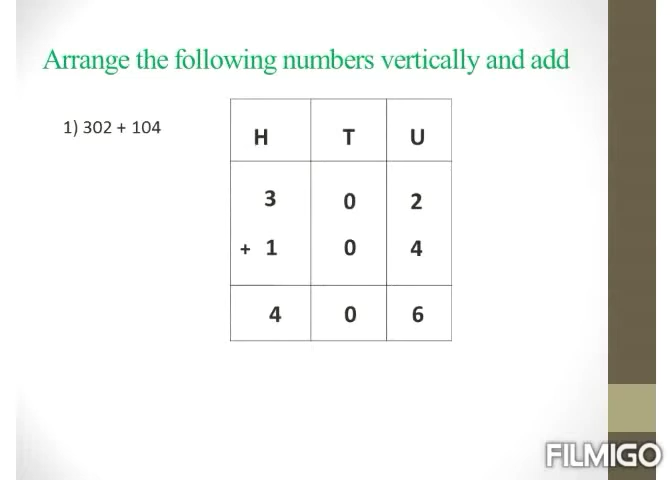 Arrange the following numbers vertically and add
1) 302 + 104
H T U
3 0 2
+ 1 0 4
4 0 6
FILMIGO